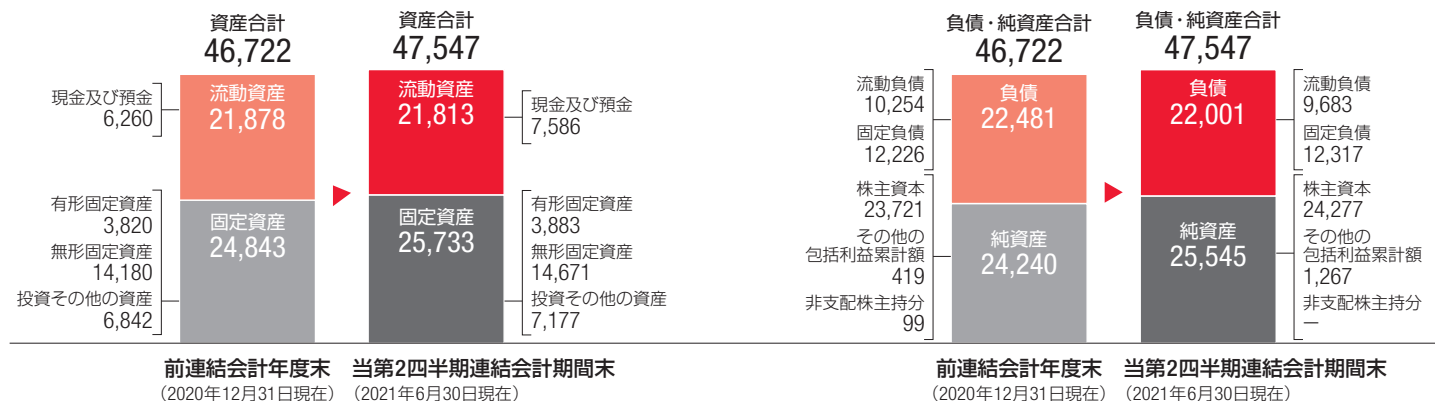 資産合計
46,722
資産合計
47,547
現金及び預金
6,260
流動資産
21,878
流動資産
21,813
現金及び預金
7,586
有形固定資産
3,820
無形固定資産
14,180
投資その他の資産
6,842
固定資産
24,843
固定資産
25,733
有形固定資産
3,883
無形固定資産
14,671
投資その他の資産
7,177
前連結会計年度末
（2020年12月31日現在）
当第2四半期連結会計期間末
（2021年6月30日現在）
負債・純資産合計
46,722
負債・純資産合計
47,547
流動負債
10,254
固定負債
12,226
負債
22,481
負債
22,001
流動負債
9,683
固定負債
12,317
株主資本
23,721
その他の
包括利益累計額
419
非支配株主持分
99
純資産
24,240
純資産
25,545
株主資本
24,277
その他の
包括利益累計額
1,267
非支配株主持分
―
前連結会計年度末
（2020年12月31日現在）
当第2四半期連結会計期間末
（2021年6月30日現在）